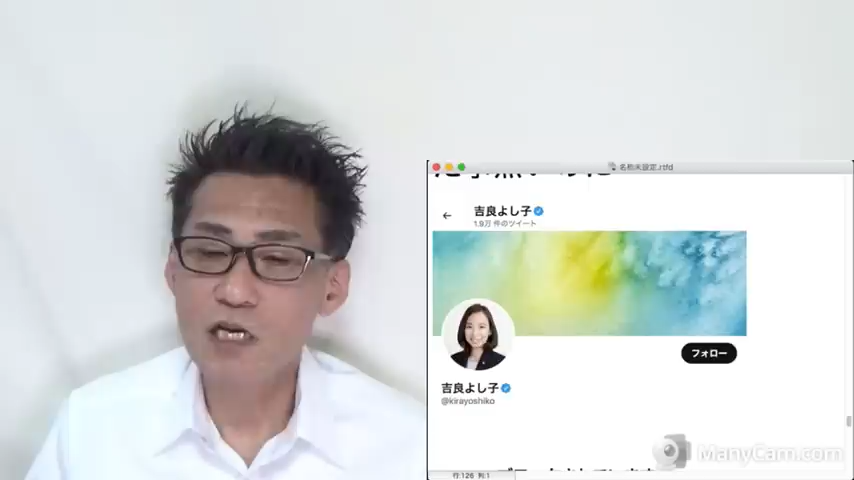 名称未設定.rtfd
吉良よし子
1.9万 件のツイート
フォロー
吉良よし子
@kirayoshiko
行:126 列:1
ManyCam.com